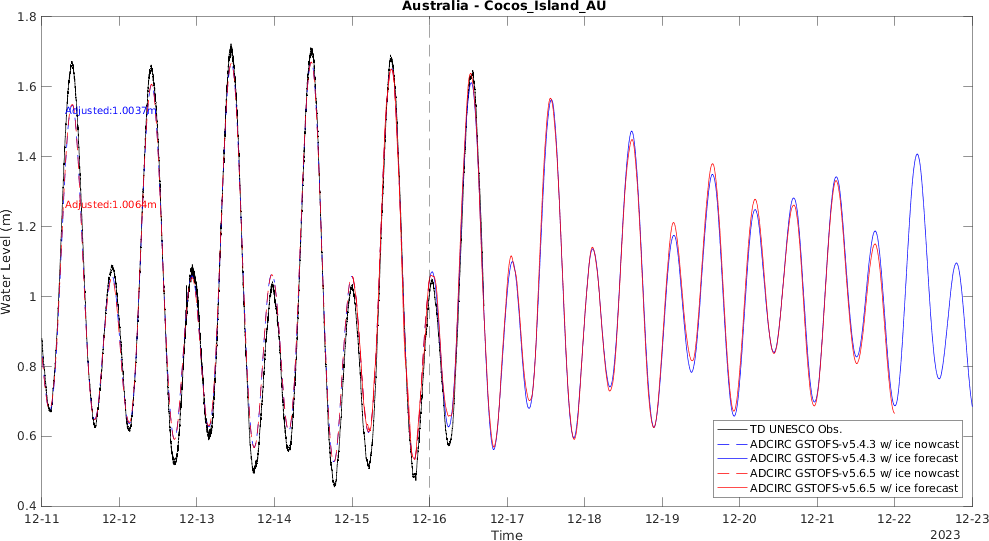 Australia - Cocos_Island_AU
1.8
1.6
1.4
1.2
1
0.8
0.6
0.4
Water Level (m)
Adjusted:1.0037m
Adjusted:1.0064m
TD UNESCO Obs.
ADCIRC GSTOFS-v5.4.3 w/ ice nowcast
ADCIRC GSTOFS-v5.4.3 w/ ice forecast
ADCIRC GSTOFS-v5.6.5 w/ ice nowcast
ADCIRC GSTOFS-v5.6.5 w/ ice forecast
12-11 12-12 12-13 12-14 12-15 12-16 12-17 12-18 12-19 12-20 12-21 12-22 12-23
Time
2023